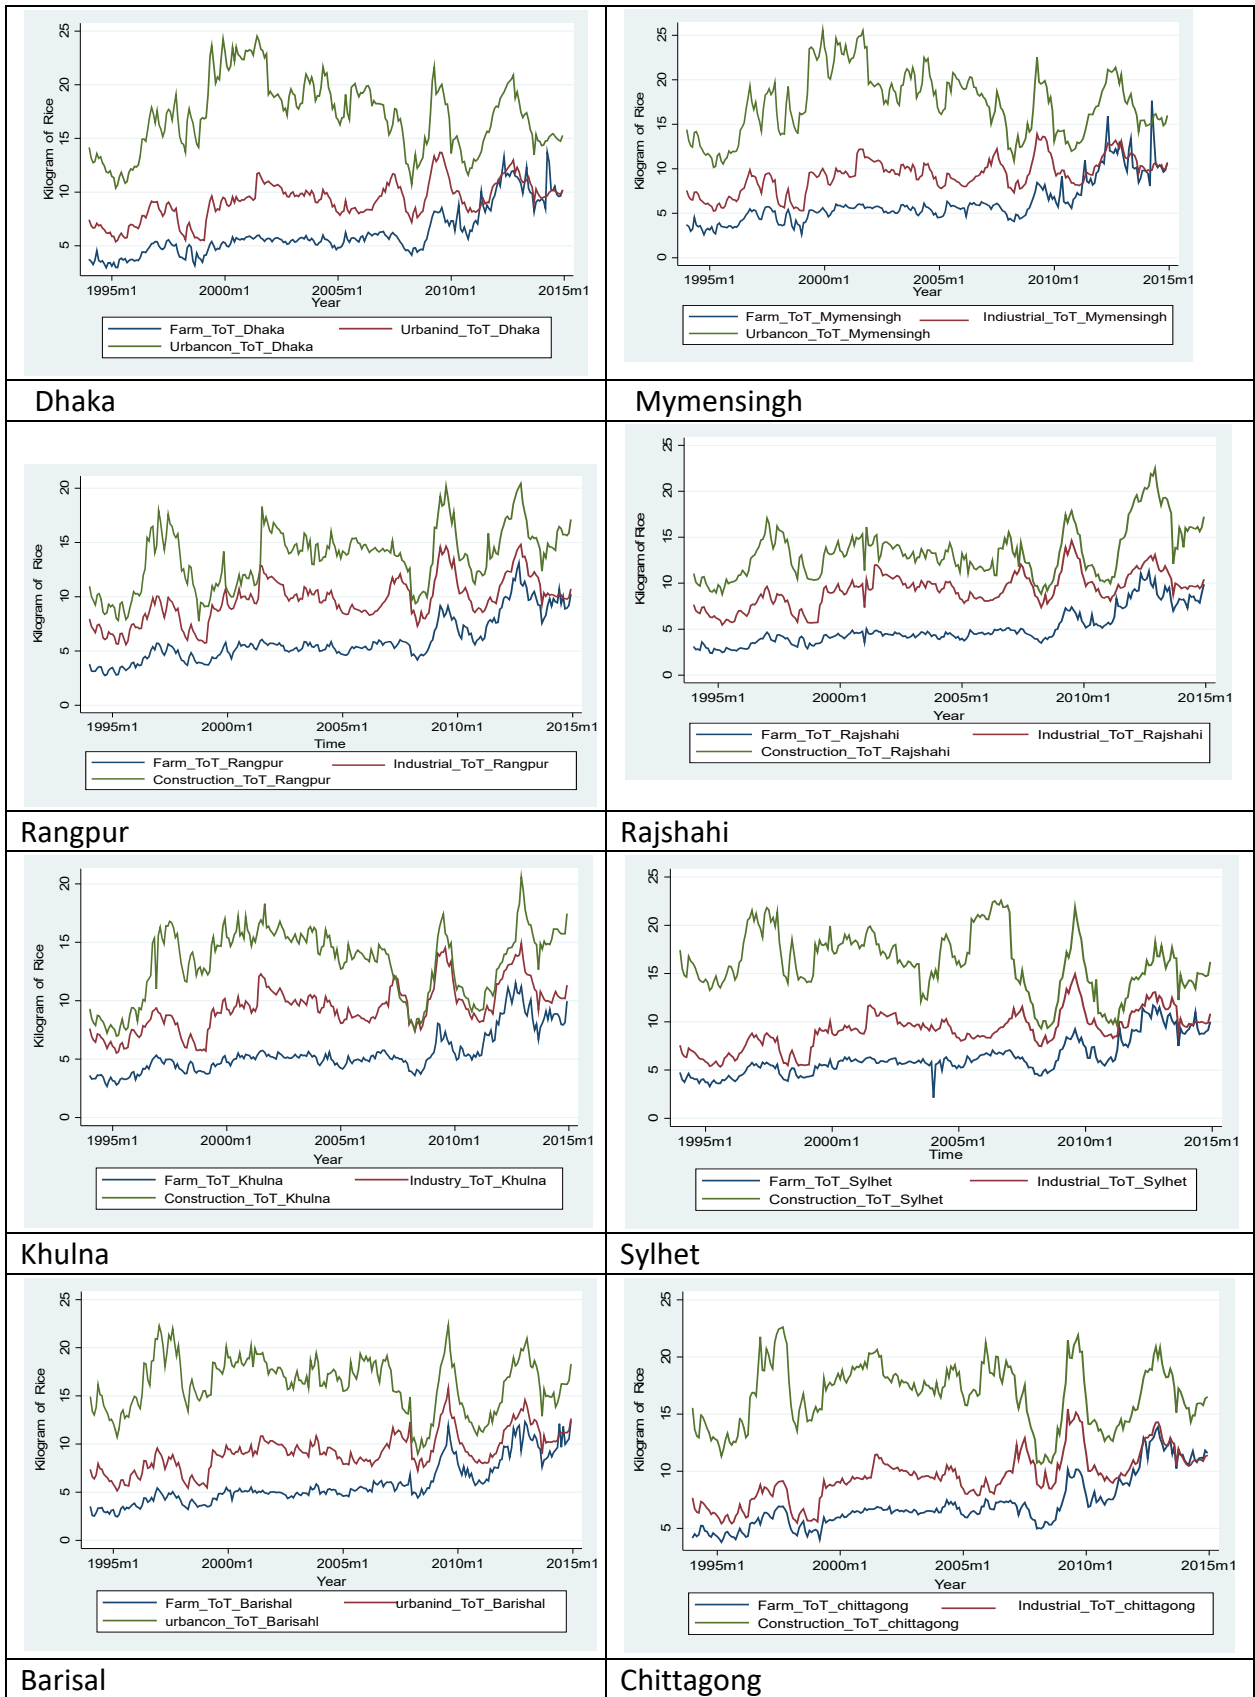 Kilogram of Rice
25
20
15
10
5
1995m1 2000m1 2005m1 2010m1 2015m1
Year
Farm_ToT_Dhaka Urbanind_ToT_Dhaka
Urbancon_ToT_Dhaka
Kilogram of Rice
25
20
15
10
5
0
1995m1 2000m1 2005m1 2010m1 2015m1
Year
Farm_ToT_Mymensingh Indiustrial_ToT_Mymensingh
Urbancon_ToT_Mymensingh
Dhaka
Mymensingh
Kilogram of Rice
20
15
10
5
0
1995m1 2000m1 2005m1 2010m1 2015m1
Time
Farm_ToT_Rangpur Industrial_ToT_Rangpur
Construction_ToT_Rangpur
Kilogram of Rice
25
20
15
10
5
0
1995m1 2000m1 2005m1 2010m1 2015m1
Year
Farm_ToT_Rajshahi Industrial_ToT_Rajshahi
Construction_ToT_Rajshahi
Rangpur
Rajshahi
Kilogram of Rice
20
15
10
5
0
1995m1 2000m1 2005m1 2010m1 2015m1
Year
Farm_ToT_Khulna Industry_ToT_Khulna
Construction_ToT_Khulna
Kilogram of Rice
25
20
15
10
5
0
1995m1 2000m1 2005m1 2010m1 2015m1
Time
Farm_ToT_Sylhet Industrial_ToT_Sylhet
Construction_ToT_Sylhet
Khulna
Sylhet
Kilogram of Rice
25
20
15
10
5
0
1995m1 2000m1 2005m1 2010m1 2015m1
Year
Farm_ToT_Barishal urbanind_ToT_Barishal
urbancon_ToT_Barisahl
Kilogram of Rice
25
20
15
10
5
1995m1 2000m1 2005m1 2010m1 2015m1
Year
Farm_ToT_chittagong Industrial_ToT_chittagong
Construction_ToT_chittagong
Barisal
Chittagong